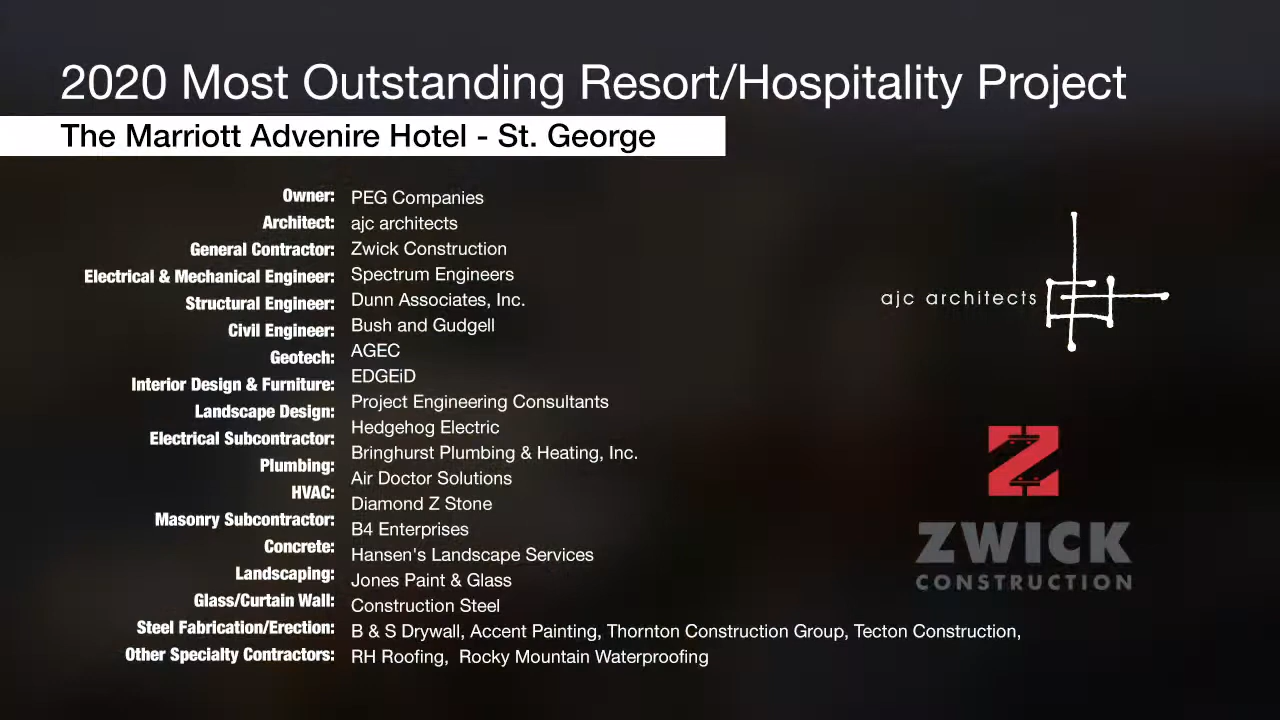 2020 Most Outstanding Resort/Hospitality Project
The Marriott Advenire Hotel - St. George
Owner: PEG Companies
Architect: ajc architects
General Contractor: Zwick Construction
Electrical & Mechanical Engineer: Spectrum Engineers
Structural Engineer: Dunn Associates, Inc.
Civil Engineer: Bush and Gudgell
Geotech: AGEC
Interior Design & Furniture: EDGEiD
Landscape Design: Project Engineering Consultants
Electrical Subcontractor: Hedgehog Electric
Plumbing: Bringhurst Plumbing & Heating, Inc.
HVAC: Air Doctor Solutions
Masonry Subcontractor: Diamond Z Stone
Concrete: B4 Enterprises
Landscaping: Hansen's Landscape Services
Glass/Curtain Wall: Jones Paint & Glass
Steel Fabrication/Erection: Construction Steel
Other Specialty Contractors: B & S Drywall, Accent Painting, Thornton Construction Group, Tecton Construction,
RH Roofing, Rocky Mountain Waterproofing
ajc architects
Z
ZWICK
CONSTRUCTION